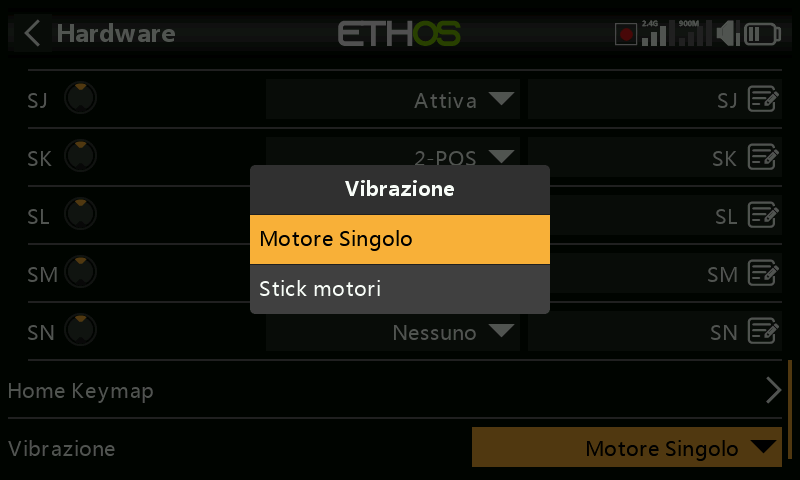 Hardware
ETHOS
2.4G
900M
SJ
Attiva
SJ
SK
2-POS
SK
Vibrazione
SL
Motore Singolo
SL
SM
Stick motori
SM
SN
Nessuno
SN
Home Keymap
Vibrazione
Motore Singolo